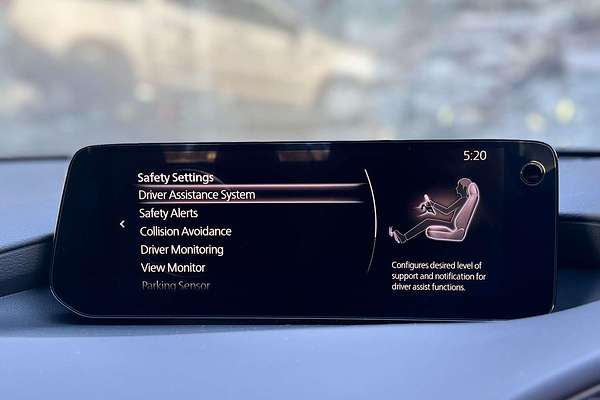 5:20
Safety Settings
Driver Assistance System
Safety Alerts
Collision Avoidance
Driver Monitoring
View Monitor
Parking Sensor
Configures desired level of
support and notification for
driver assist functions.